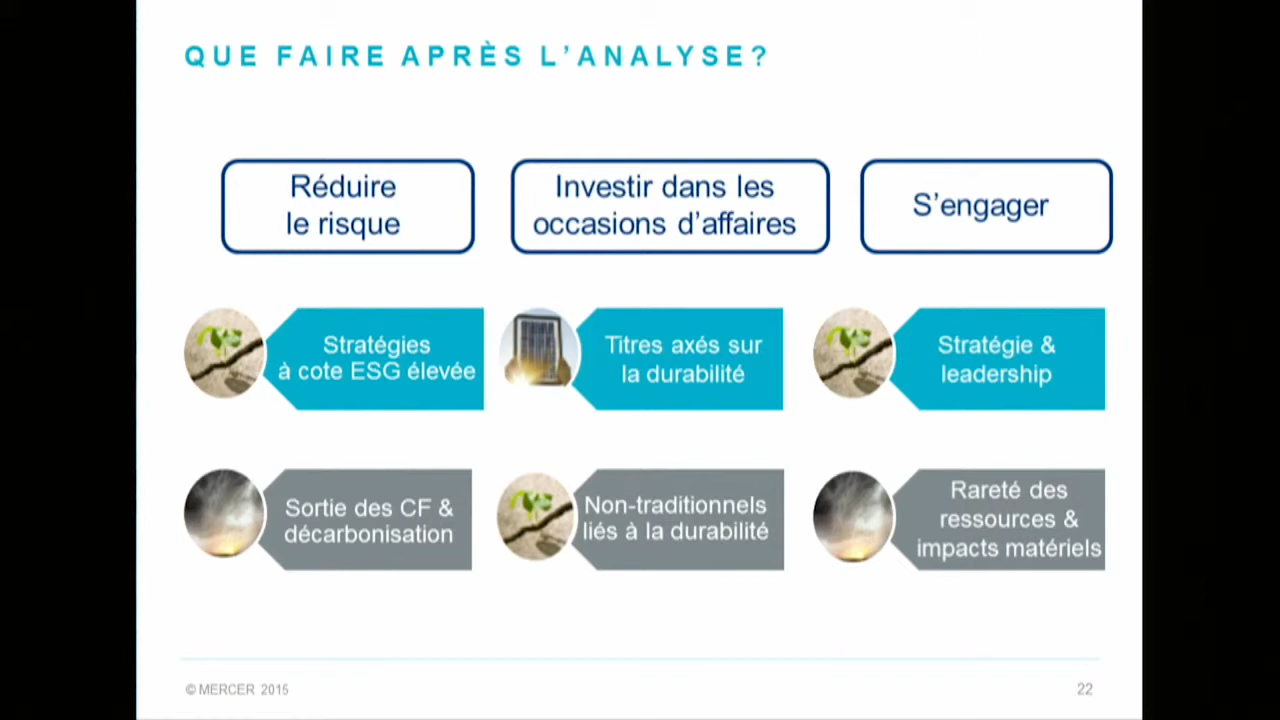 QUE FAIRE APRÈS L’ANALYSE?
Réduire
le risque
Investir dans les
occasions d’affaires
S’engager
Stratégies
à cote ESG élevée
Titres axés sur
la durabilité
Stratégie &
leadership
Sortie des CF &
décarbonisation
Non-traditionnels
liés à la durabilité
Rareté des
ressources &
impacts matériels
© MERCER 2015
22